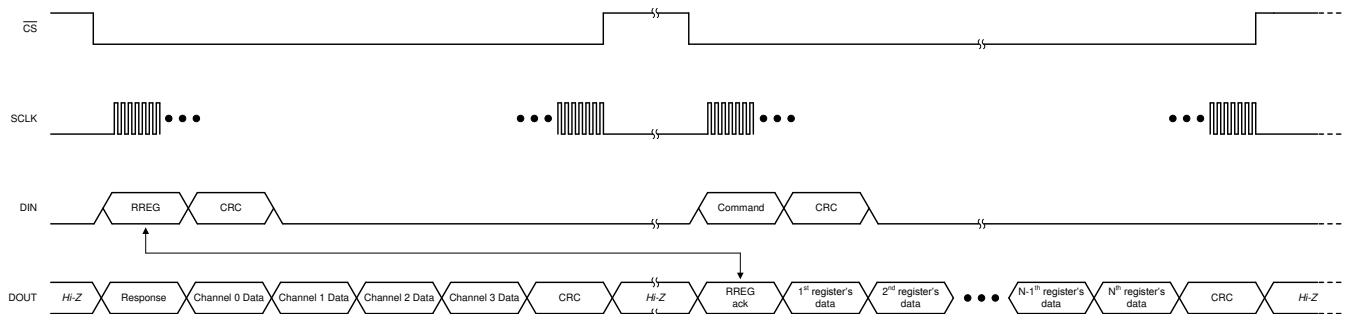 CS
SCLK
DIN
RREG
CRC
Command
CRC
DOUT
Hi-Z
Response
Channel 0 Data
Channel 1 Data
Channel 2 Data
Channel 3 Data
CRC
Hi-Z
RREG
ack
1st register's
data
2nd register's
data
N-1th register's
data
Nth register's
data
CRC
Hi-Z